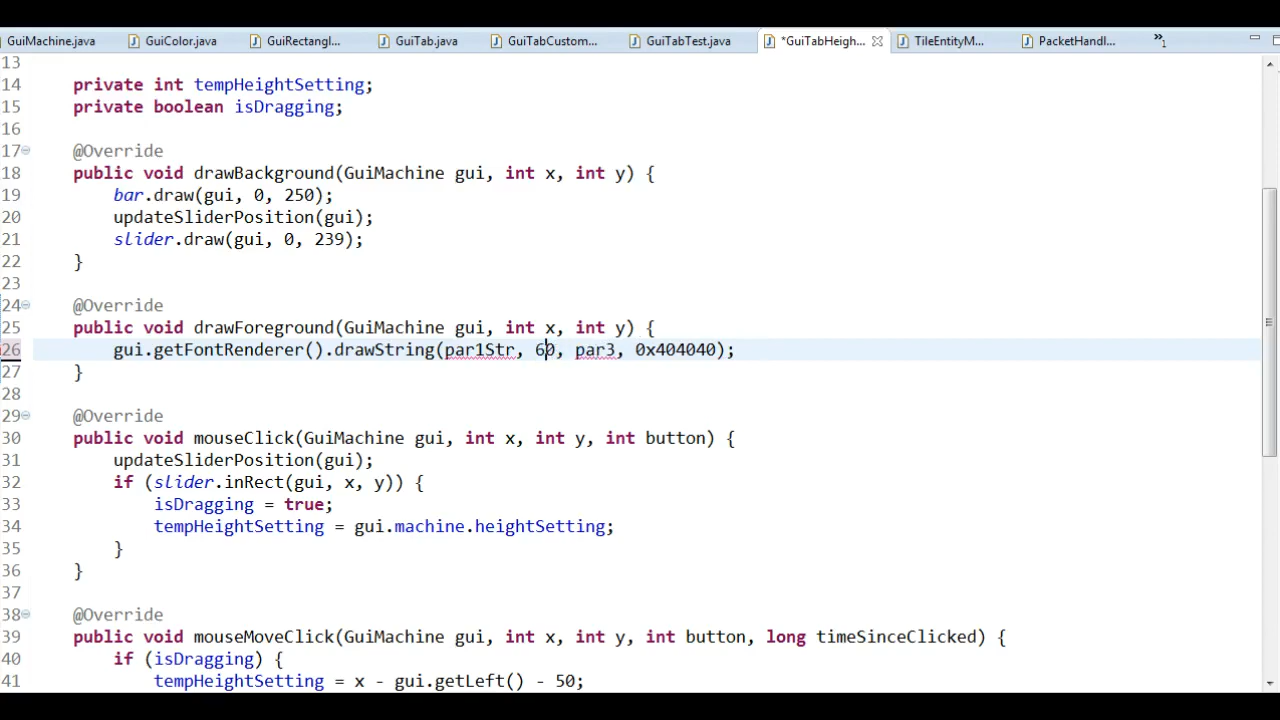 GuiMachine.java GuiColor.java GuiRectangl... GuiTab.java GuiTabCustom... GuiTabTest.java *GuiTabHeigh... TileEntityM... PacketHandl... »1
13
14 private int tempHeightSetting;
15 private boolean isDragging;
16
17 @Override
18 public void drawBackground(GuiMachine gui, int x, int y) {
19 bar.draw(gui, 0, 250);
20 updateSliderPosition(gui);
21 slider.draw(gui, 0, 239);
22 }
23
24 @Override
25 public void drawForeground(GuiMachine gui, int x, int y) {
26 gui.getFontRenderer().drawString(par1Str, 60, par3, 0x404040);
27 }
28
29 @Override
30 public void mouseClick(GuiMachine gui, int x, int y, int button) {
31 updateSliderPosition(gui);
32 if (slider.inRect(gui, x, y)) {
33 isDragging = true;
34 tempHeightSetting = gui.machine.heightSetting;
35 }
36 }
37
38 @Override
39 public void mouseMoveClick(GuiMachine gui, int x, int y, int button, long timeSinceClicked) {
40 if (isDragging) {
41 tempHeightSetting = x - gui.getLeft() - 50;